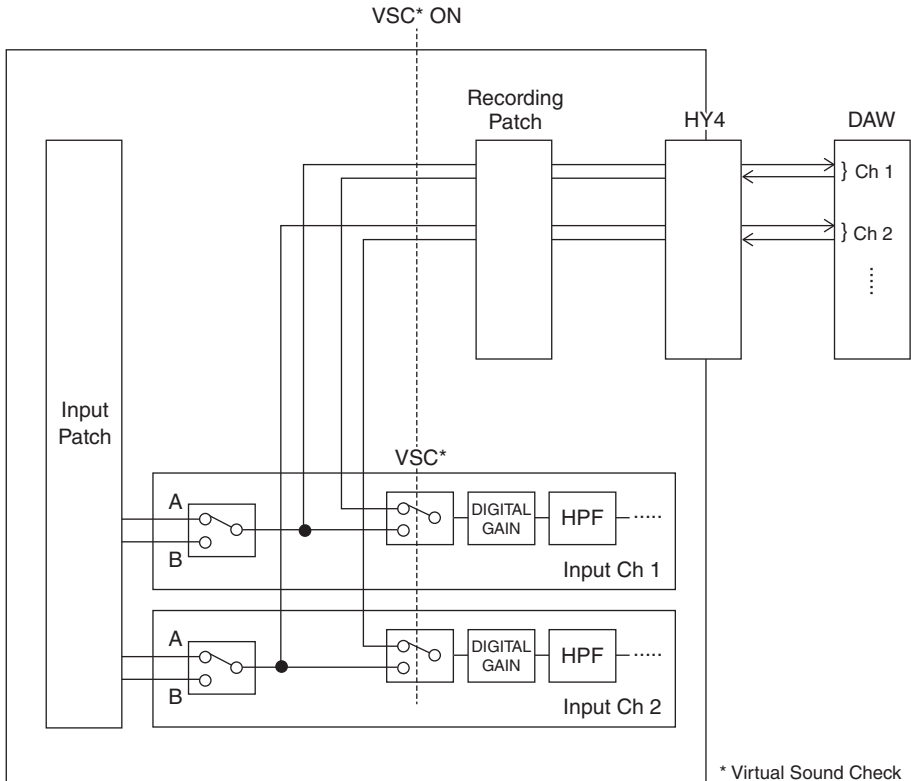 VSC* ON
Recording
Patch
HY4
DAW
} Ch 1
} Ch 2
Input
Patch
VSC*
A
B
DIGITAL
GAIN
HPF
Input Ch 1
A
B
DIGITAL
GAIN
HPF
Input Ch 2
* Virtual Sound Check